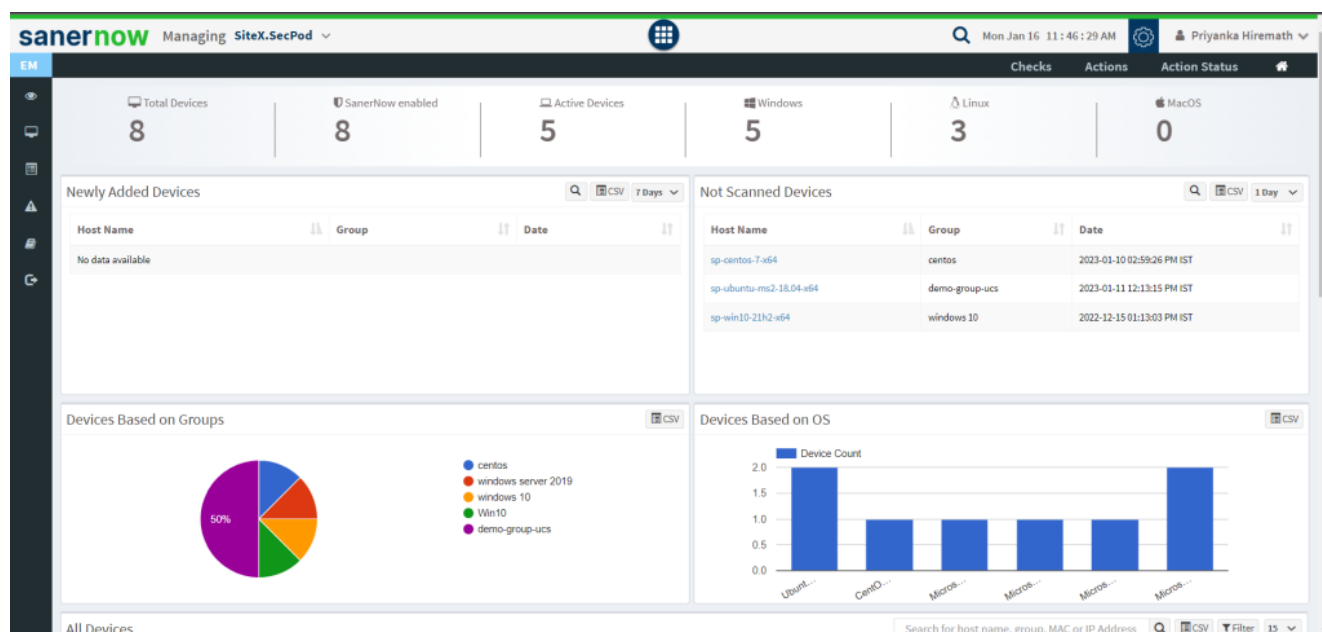 sanernow Managing SiteX.SecPod Mon Jan 16 11:46:29 AM Priyanka Hiremath
EM Checks Actions Action Status
Total Devices SanerNow enabled Active Devices Windows Linux MacOS
8 8 5 5 3 0
Newly Added Devices CSV 7 Days
Host Name Group Date
No data available
Not Scanned Devices CSV 1 Day
Host Name Group Date
sp-centos-7-x64 centos 2023-01-10 02:59:26 PM IST
sp-ubuntu-ms2-18.04-x64 demo-group-ucs 2023-01-11 12:13:15 PM IST
sp-win10-21h2-x64 windows 10 2022-12-15 01:13:03 PM IST
Devices Based on Groups CSV
50%
centos
windows server 2019
windows 10
Win10
demo-group-ucs
Devices Based on OS CSV
Device Count
2.0
1.5
1.0
0.5
0.0
Ubunt... CentO... Micros... Micros... Micros... Micros...
All Devices Search for host name, group, MAC or IP Address CSV Filter 15